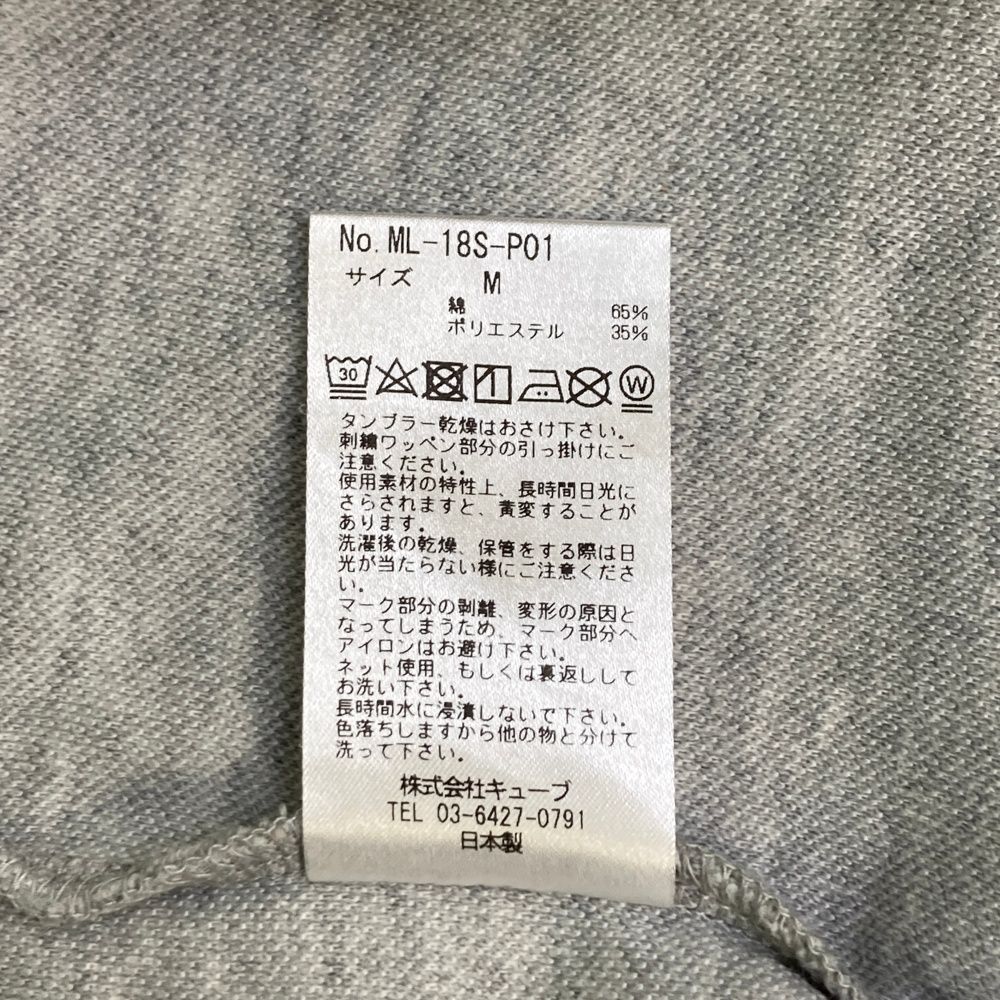 No. ML-18S-P01
サイズ M
綿 65%
ポリエステル 35%
30 W
タンブラー乾燥はおさけ下さい。
刺繍ワッペン部分の引っ掛けにご
注意ください。
使用素材の特性上、長時間日光に
さらされますと、黄変することが
あります。
洗濯後の乾燥、保管をする際は日
光が当たらない様にご注意くださ
い。
マーク部分の剥離、変形の原因と
なってしまうため、マーク部分へ
アイロンはお避け下さい。
ネット使用、もしくは裏返しして
お洗い下さい。
長時間水に浸漬しないで下さい。
色落ちしますから他の物と分けて
洗って下さい。
株式会社キューブ
TEL 03-6427-0791
日本製